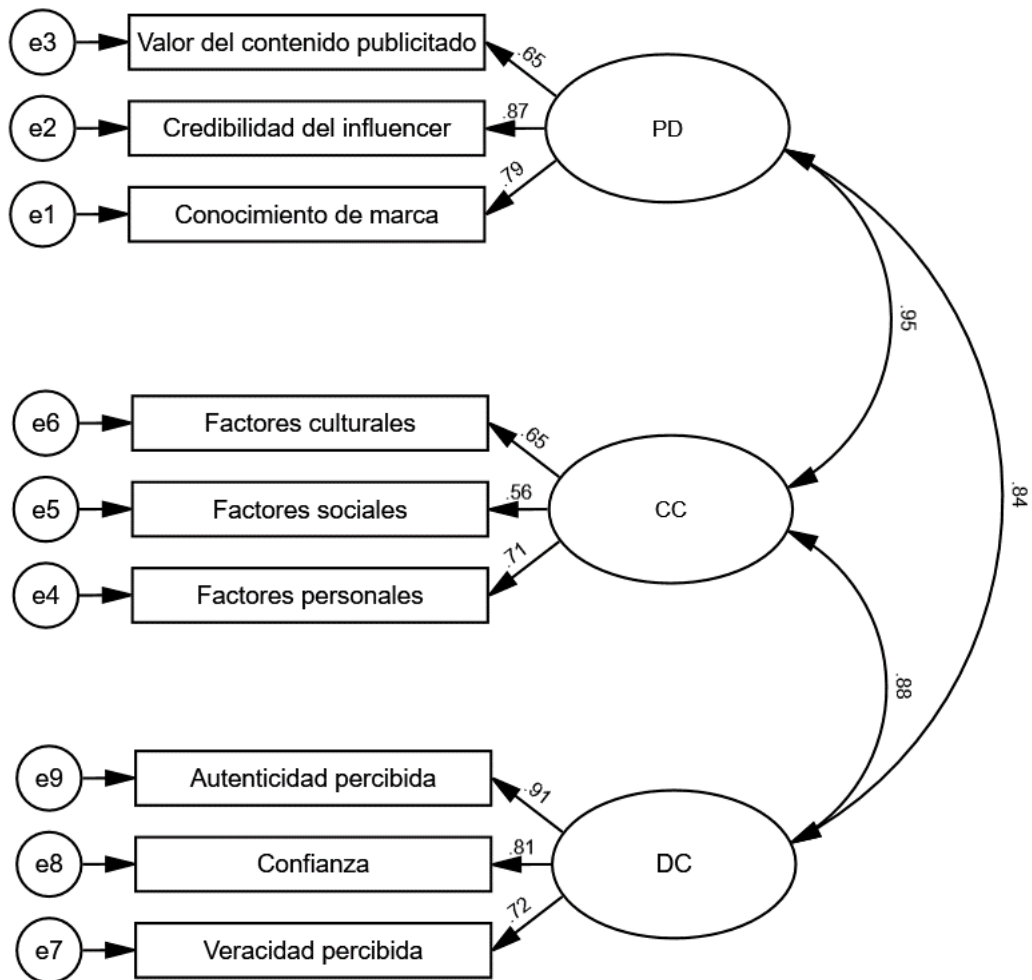 e3
Valor del contenido publicitado
.65
e2
Credibilidad del influencer
.87
PD
e1
Conocimiento de marca
.79
.95
e6
Factores culturales
.65
e5
Factores sociales
.56
CC
.84
e4
Factores personales
.71
.88
e9
Autenticidad percibida
.91
e8
Confianza
.81
DC
e7
Veracidad percibida
.72